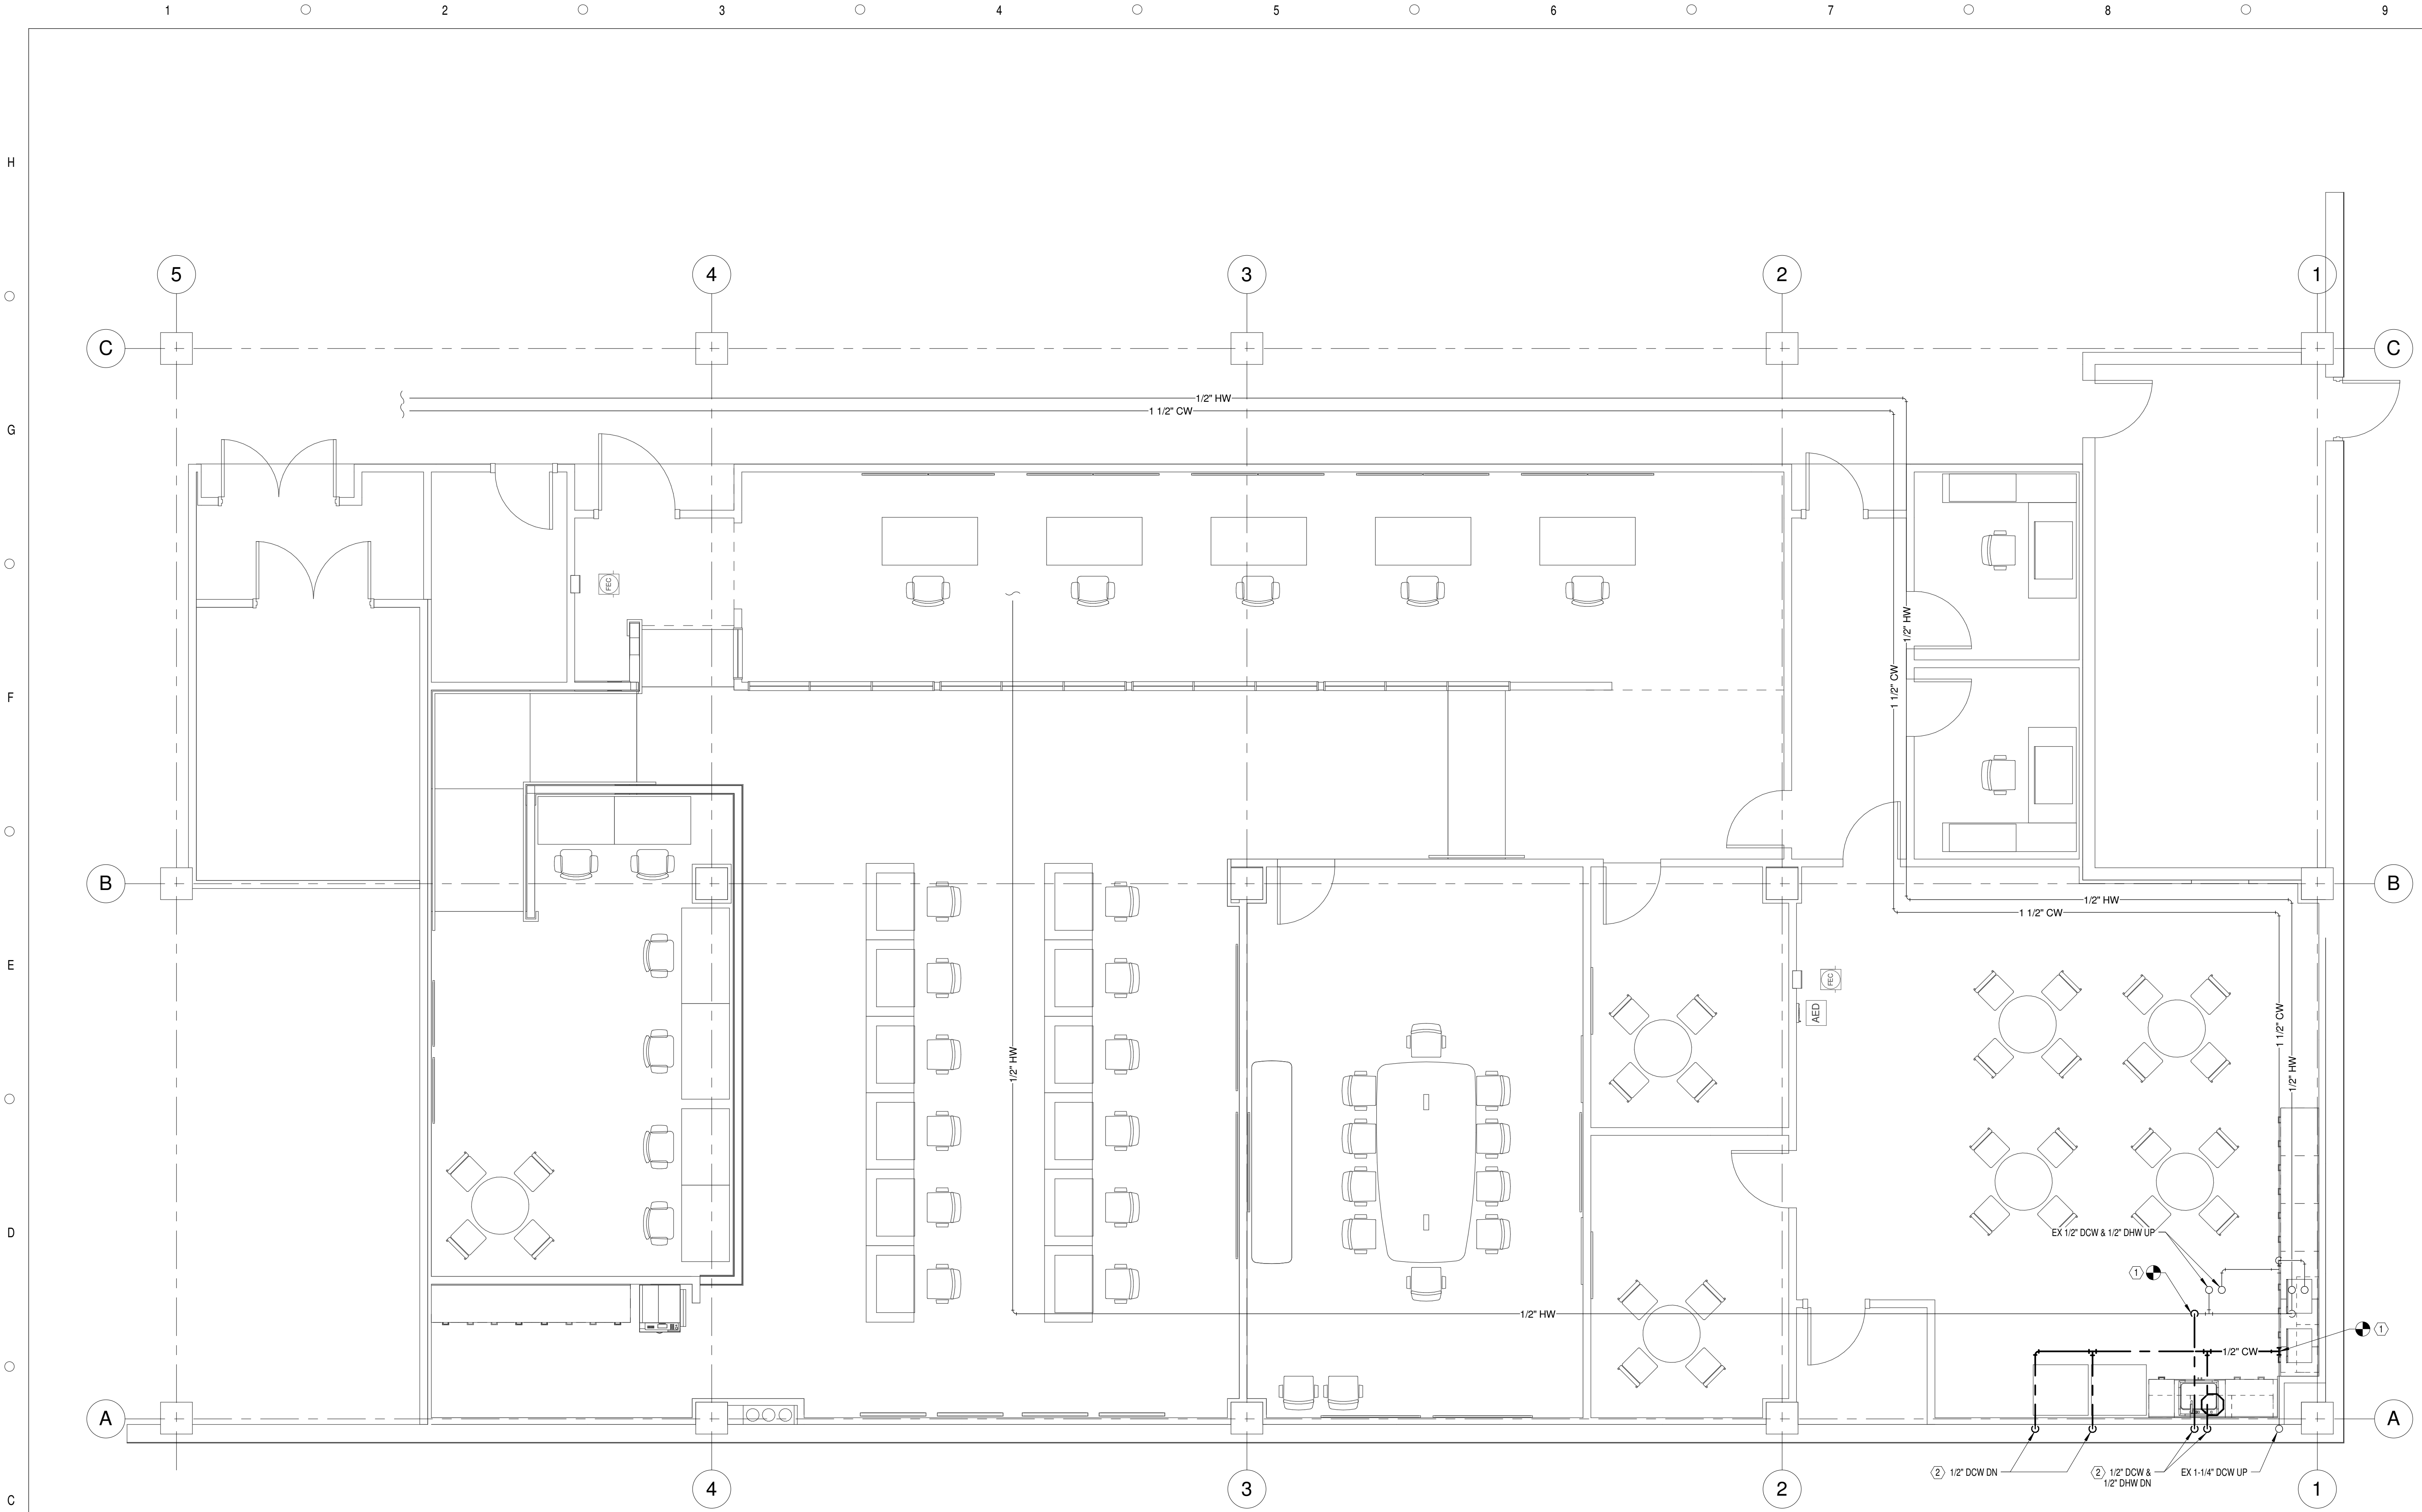 1 2 3 4 5 6 7 8 9
H
5 4 3 2 1
C C
1/2" HW
1 1/2" CW
G
FEC
1/2" HW
1 1/2" CW
F
B B
1/2" HW
1 1/2" CW
E
FEC
AED
1 1/2" CW
1/2" HW
1/2" HW
D
EX 1/2" DCW & 1/2" DHW UP
1
1/2" HW
1
1/2" CW
A A
2 1/2" DCW DN
2 1/2" DCW &
1/2" DHW DN
EX 1-1/4" DCW UP
4 3 2 1
C